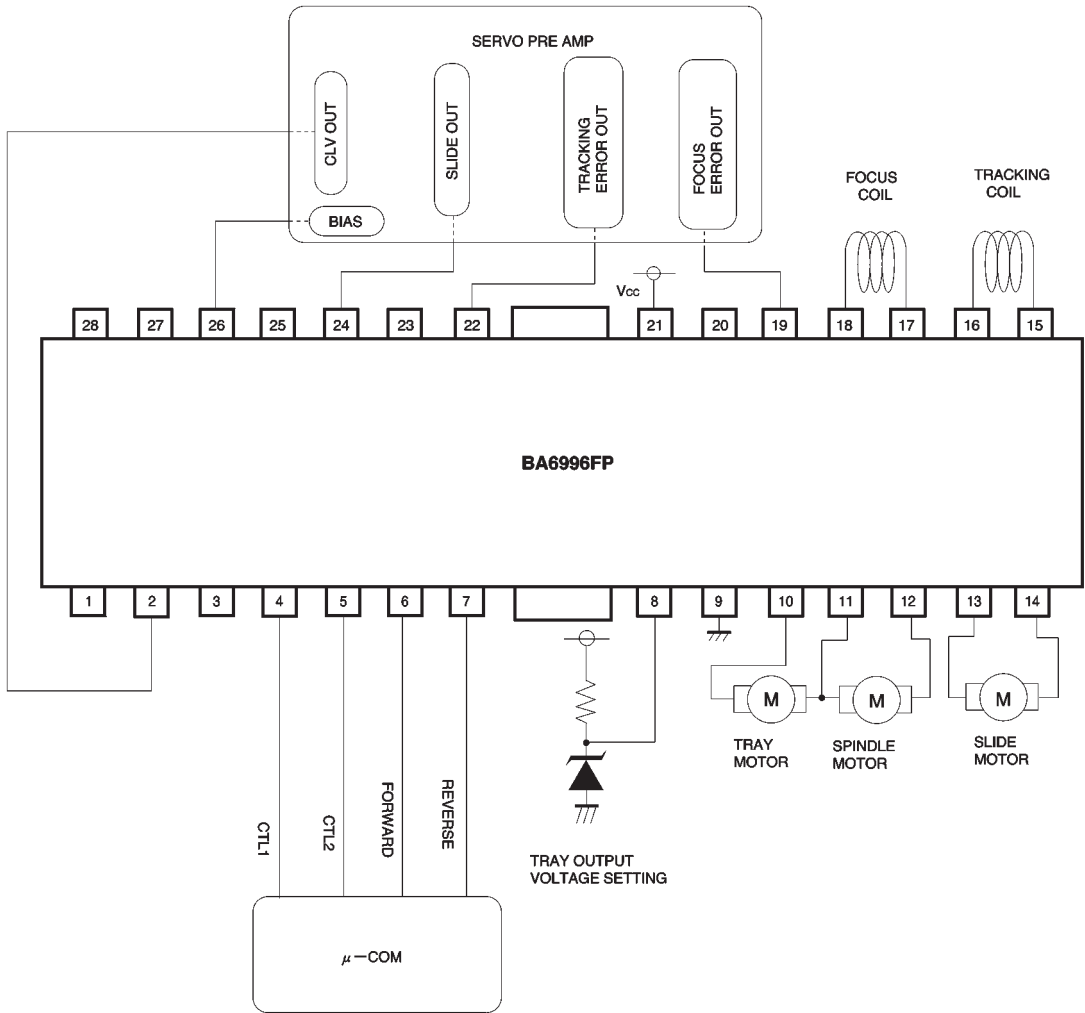 SERVO PRE AMP
CLV OUT
SLIDE OUT
TRACKING
ERROR OUT
FOCUS
ERROR OUT
BIAS
FOCUS
COIL
TRACKING
COIL
Vcc
28 27 26 25 24 23 22 21 20 19 18 17 16 15
BA6996FP
1 2 3 4 5 6 7 8 9 10 11 12 13 14
M M M
TRAY
MOTOR
SPINDLE
MOTOR
SLIDE
MOTOR
CTL1
CTL2
FORWARD
REVERSE
TRAY OUTPUT
VOLTAGE SETTING
μ-COM